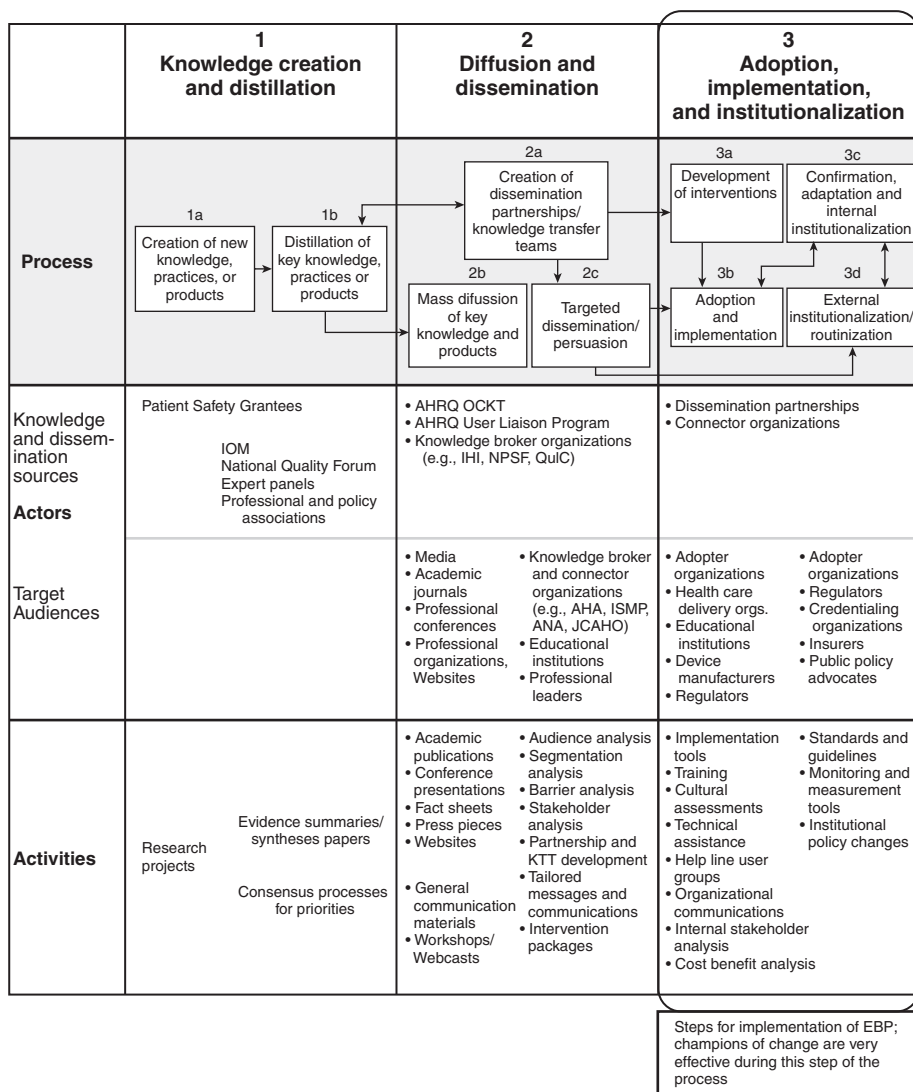 1
Knowledge creation
and distillation
2
Diffusion and
dissemination
3
Adoption,
implementation,
and institutionalization
Process
1a
Creation of new
knowledge,
practices, or
products
1b
Distillation of
key knowledge,
practices or
products
2a
Creation of
dissemination
partnerships/
knowledge transfer
teams
2b
Mass difussion of
key knowledge
and products
2c
Targeted
dissemination/
persuasion
3a
Development
of interventions
3c
Confirmation,
adaptation and
internal
institutionalization
3b
Adoption
and
implementation
3d
External
institutionalization/
routinization
Knowledge
and dissem-
ination
sources
Actors
Patient Safety Grantees
IOM
National Quality Forum
Expert panels
Professional and policy
associations
• AHRQ OCKT
• AHRQ User Liaison Program
• Knowledge broker organizations
(e.g., IHI, NPSF, QuIC)
• Dissemination partnerships
• Connector organizations
Target
Audiences
• Media
• Academic
journals
• Professional
conferences
• Professional
organizations,
Websites
• Knowledge broker
and connector
organizations
(e.g., AHA, ISMP,
ANA, JCAHO)
• Educational
institutions
• Professional
leaders
• Adopter
organizations
• Health care
delivery orgs.
• Educational
institutions
• Device
manufacturers
• Regulators
• Adopter
organizations
• Regulators
• Credentialing
organizations
• Insurers
• Public policy
advocates
Activities
Research
projects
Evidence summaries/
syntheses papers
Consensus processes
for priorities
• Academic
publications
• Conference
presentations
• Fact sheets
• Press pieces
• Websites
• General
communication
materials
• Workshops/
Webcasts
• Audience analysis
• Segmentation
analysis
• Barrier analysis
• Stakeholder
analysis
• Partnership and
KTT development
• Tailored
messages and
communications
• Intervention
packages
• Implementation
tools
• Training
• Cultural
assessments
• Technical
assistance
• Help line user
groups
• Organizational
communications
• Internal stakeholder
analysis
• Cost benefit analysis
• Standards and
guidelines
• Monitoring and
measurement
tools
• Institutional
policy changes
Steps for implementation of EBP;
champions of change are very
effective during this step of the
process